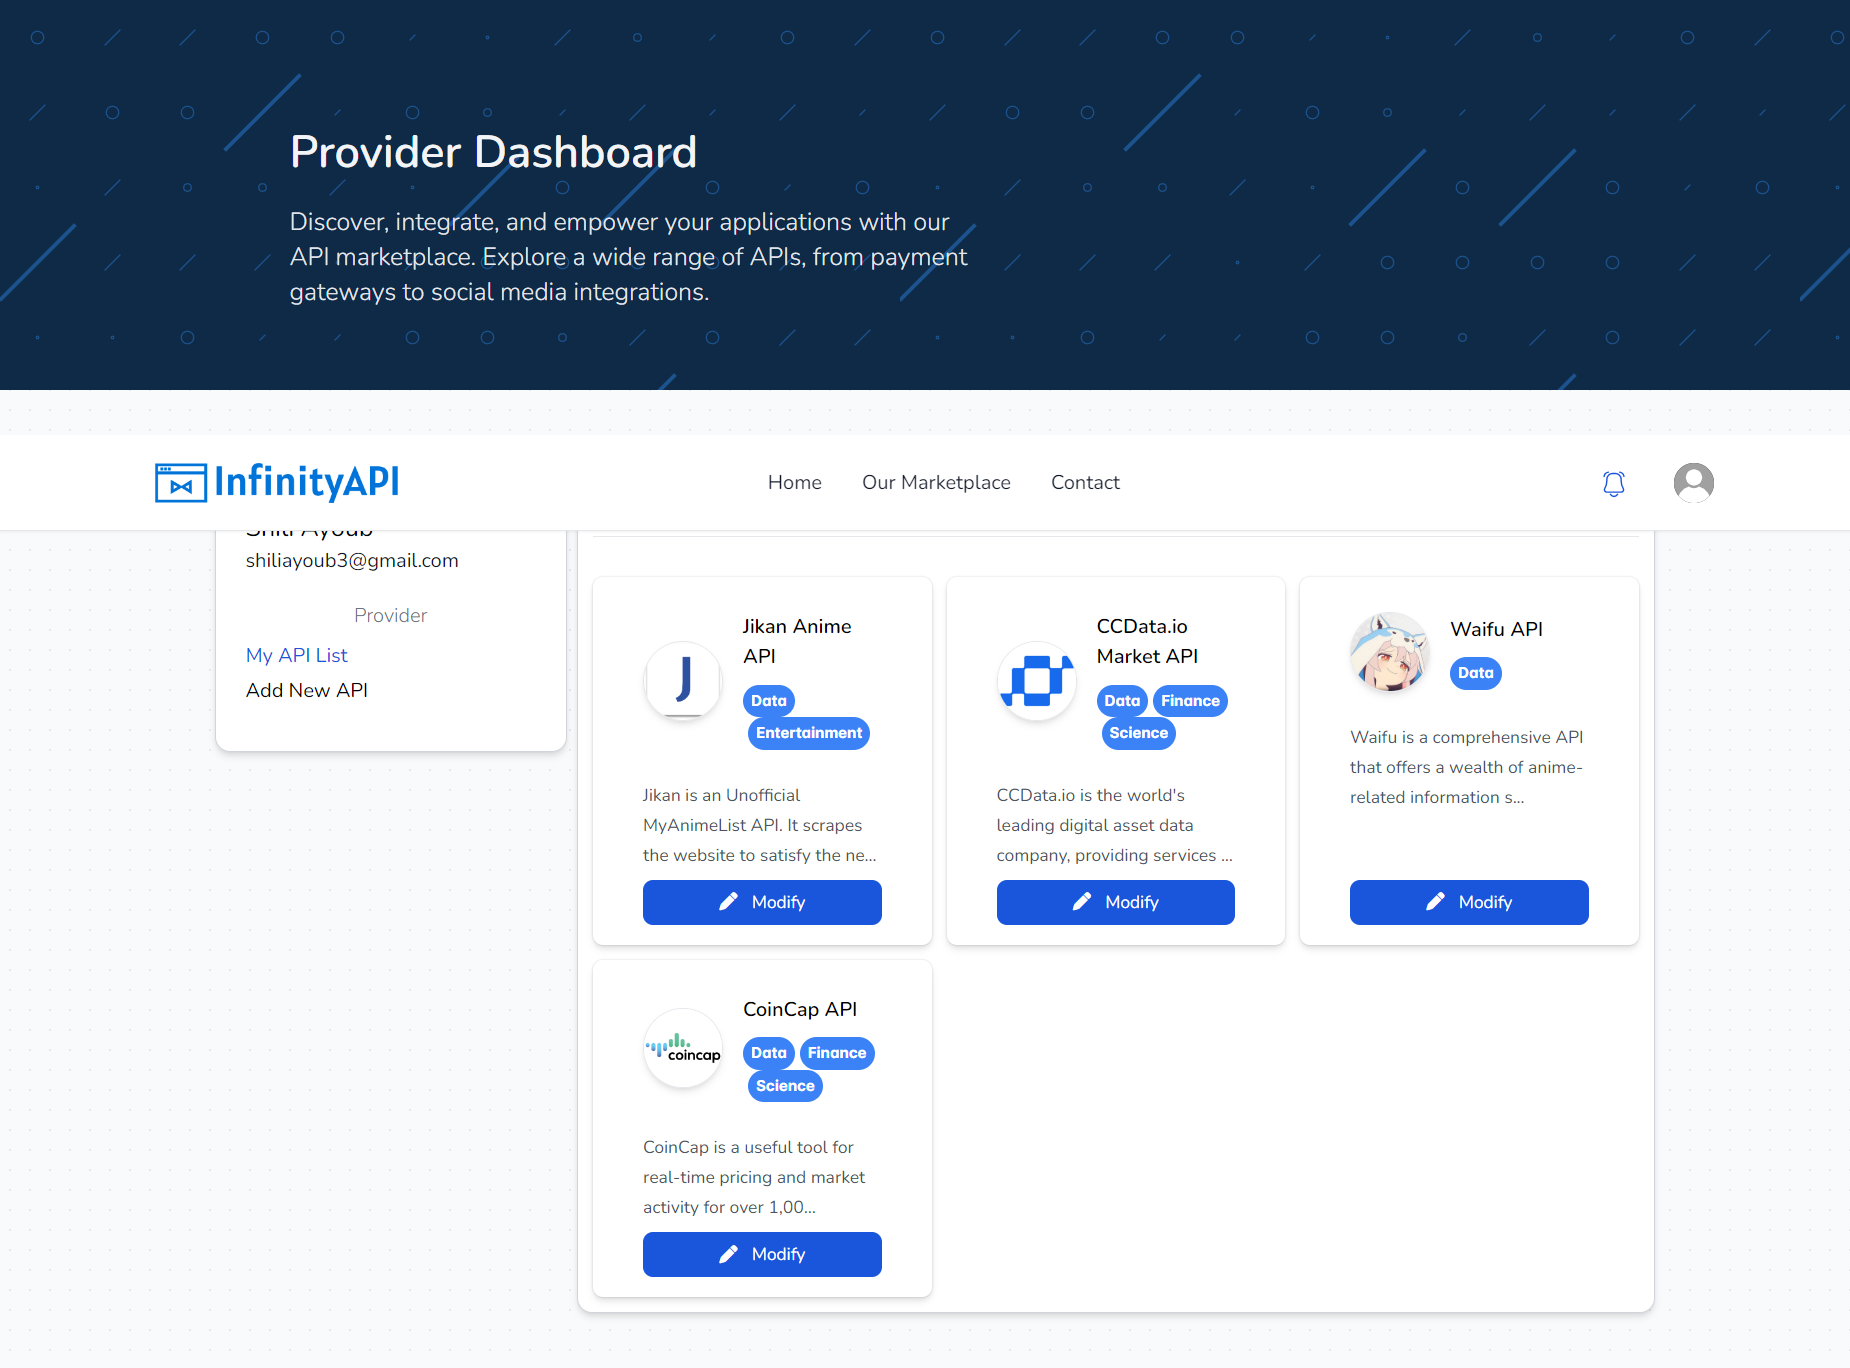 Provider Dashboard
Discover, integrate, and empower your applications with our
API marketplace. Explore a wide range of APIs, from payment
gateways to social media integrations.
InfinityAPI
Home
Our Marketplace
Contact
Shili Ayoub
shiliayoub3@gmail.com
Provider
My API List
Add New API
Jikan Anime
API
Data
Entertainment
Jikan is an Unofficial
MyAnimeList API. It scrapes
the website to satisfy the ne...
Modify
CCData.io
Market API
Data Finance
Science
CCData.io is the world's
leading digital asset data
company, providing services ...
Modify
Waifu API
Data
Waifu is a comprehensive API
that offers a wealth of anime-
related information s...
Modify
coincap
CoinCap API
Data Finance
Science
CoinCap is a useful tool for
real-time pricing and market
activity for over 1,00...
Modify